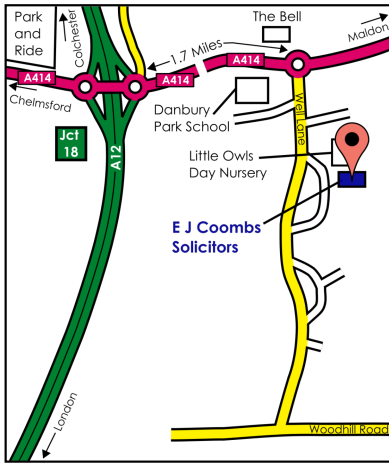 Park
and
Ride
Colchester
The Bell
1.7 Miles
Maldon
A414
A414
A414
Chelmsford
Danbury
Park School
Well Lane
Jct
18
A12
Little Owls
Day Nursery
E J Coombs
Solicitors
London
Woodhill Road